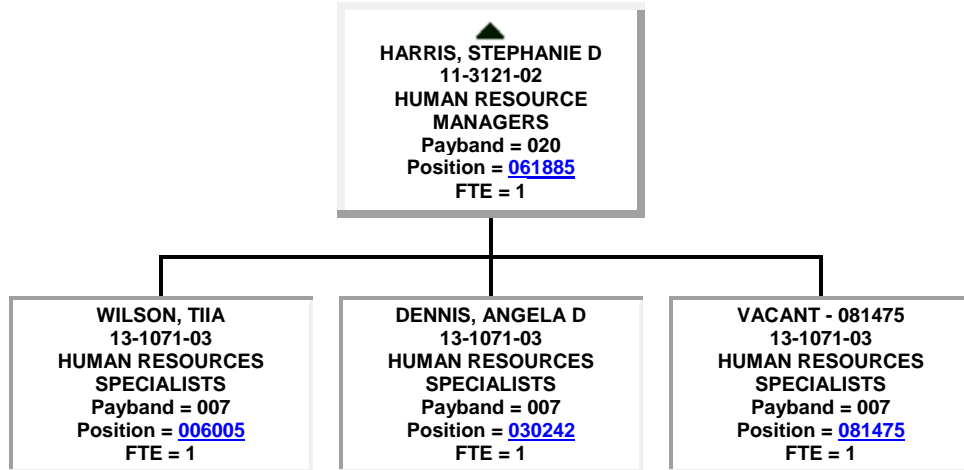 HARRIS, STEPHANIE D
11-3121-02
HUMAN RESOURCE
MANAGERS
Payband = 020
Position = 061885
FTE = 1
WILSON, TIIA
13-1071-03
HUMAN RESOURCES
SPECIALISTS
Payband = 007
Position = 006005
FTE = 1
DENNIS, ANGELA D
13-1071-03
HUMAN RESOURCES
SPECIALISTS
Payband = 007
Position = 030242
FTE = 1
VACANT - 081475
13-1071-03
HUMAN RESOURCES
SPECIALISTS
Payband = 007
Position = 081475
FTE = 1